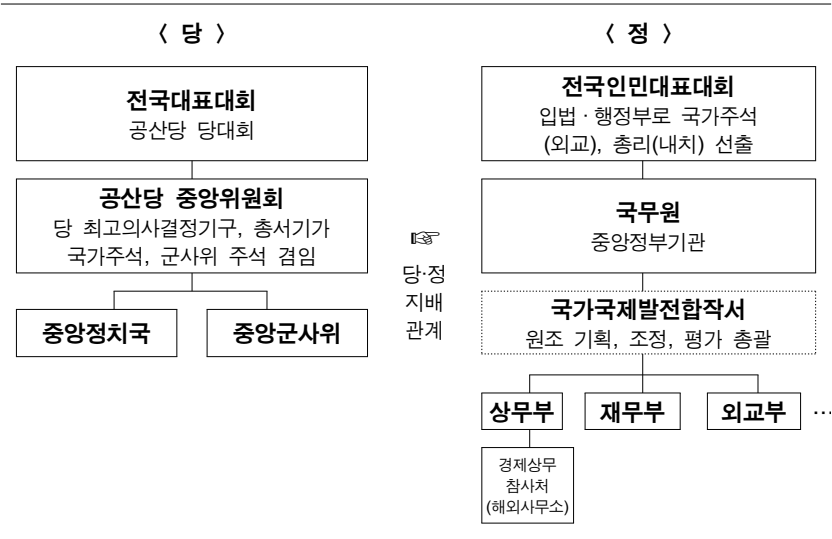 〈 당 〉
전국대표대회
공산당 당대회
공산당 중앙위원회
당 최고의사결정기구, 총서기가
국가주석, 군사위 주석 겸임
중앙정치국
중앙군사위
☞
당·정
지배
관계
〈 정 〉
전국인민대표대회
입법·행정부로 국가주석
(외교), 총리(내치) 선출
국무원
중앙정부기관
국가국제발전합작서
원조 기획, 조정, 평가 총괄
상무부
재무부
외교부
…
경제상무
참사처
(해외사무소)